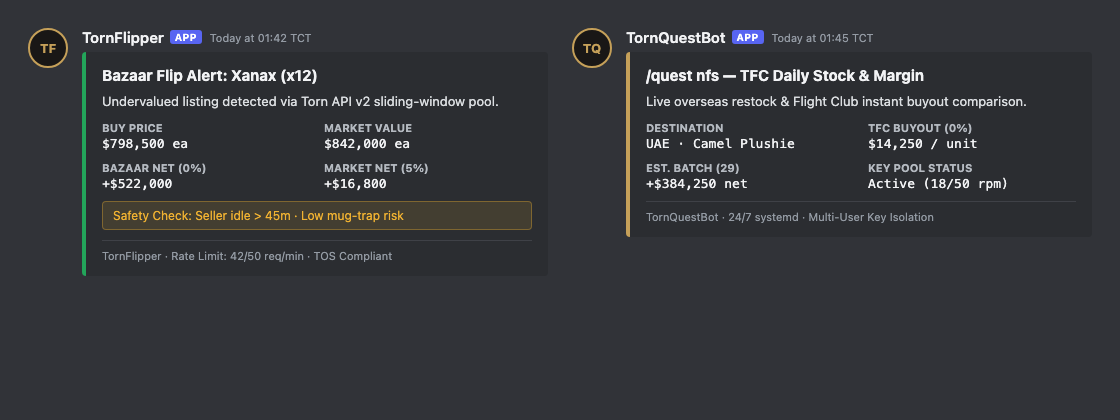 TF
TornFlipper APP Today at 01:42 TCT
Bazaar Flip Alert: Xanax (x12)
Undervalued listing detected via Torn API v2 sliding-window pool.
BUY PRICE MARKET VALUE
$798,500 ea $842,000 ea
BAZAAR NET (0%) MARKET NET (5%)
+$522,000 +$16,800
Safety Check: Seller idle > 45m · Low mug-trap risk
TornFlipper · Rate Limit: 42/50 req/min · TOS Compliant
TQ
TornQuestBot APP Today at 01:45 TCT
/quest nfs — TFC Daily Stock & Margin
Live overseas restock & Flight Club instant buyout comparison.
DESTINATION TFC BUYOUT (0%)
UAE · Camel Plushie $14,250 / unit
EST. BATCH (29) KEY POOL STATUS
+$384,250 net Active (18/50 rpm)
TornQuestBot · 24/7 systemd · Multi-User Key Isolation